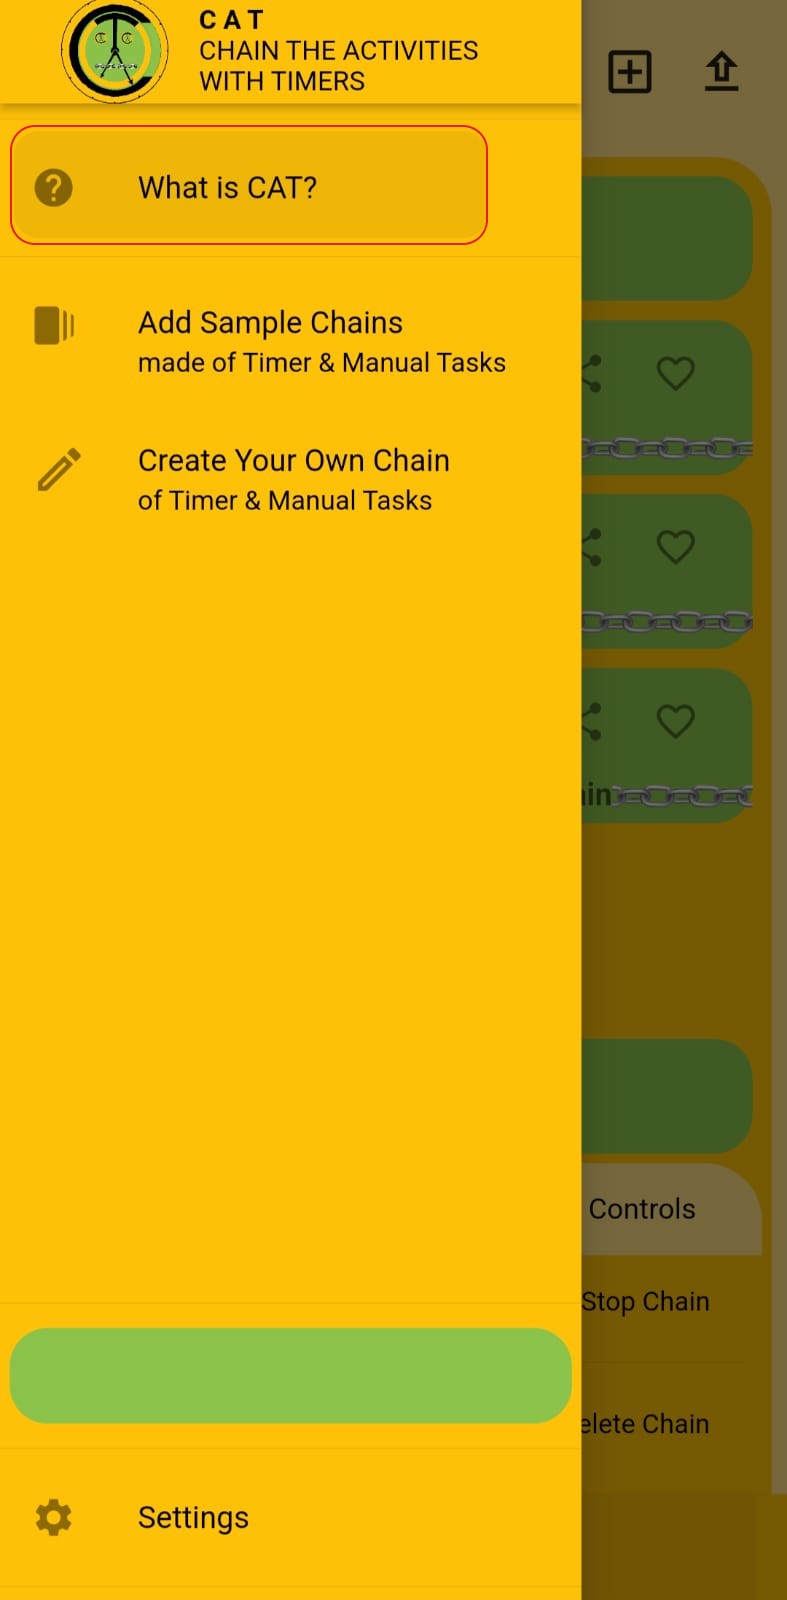 C A T
CHAIN THE ACTIVITIES
WITH TIMERS
What is CAT?
Add Sample Chains
made of Timer & Manual Tasks
Create Your Own Chain
of Timer & Manual Tasks
ain
Controls
Stop Chain
elete Chain
Settings